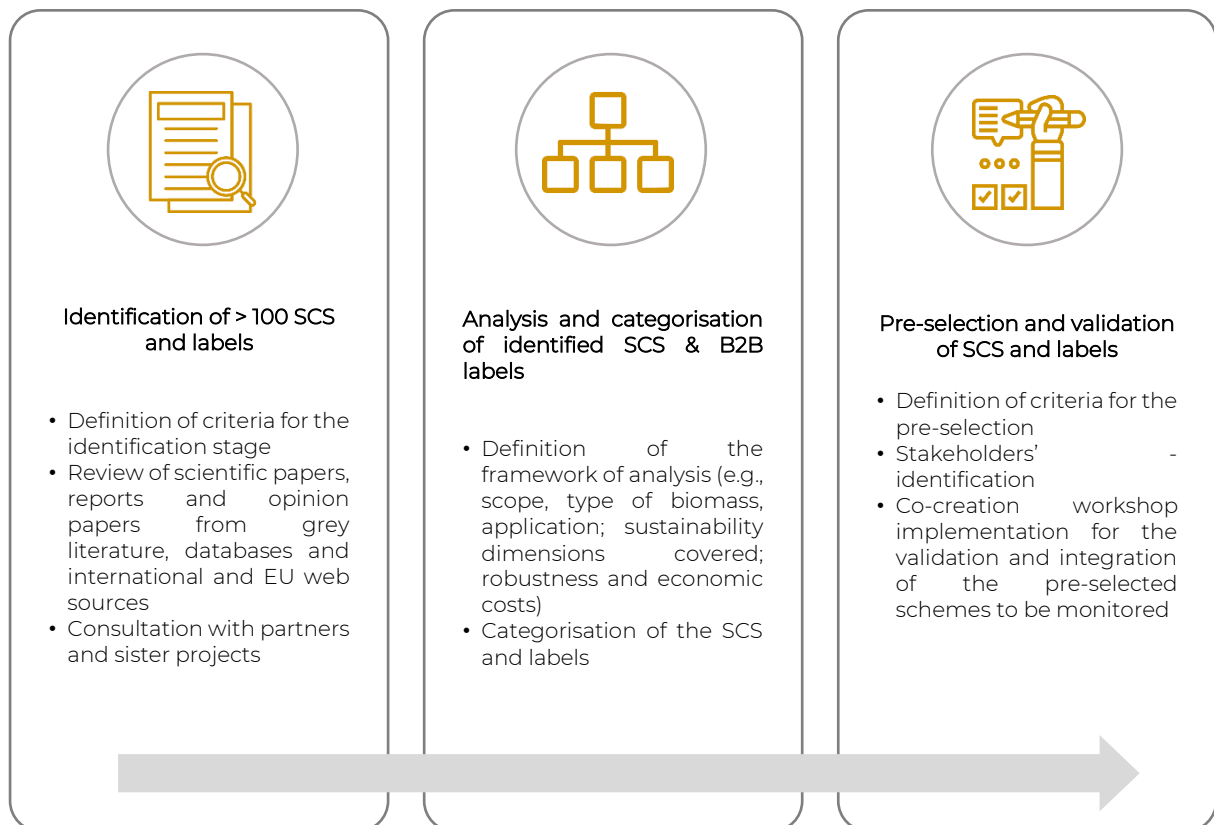 Identification of > 100 SCS
and labels
• Definition of criteria for the
identification stage
• Review of scientific papers,
reports and opinion
papers from grey
literature, databases and
international and EU web
sources
• Consultation with partners
and sister projects
Analysis and categorisation
of identified SCS & B2B
labels
• Definition of the
framework of analysis (e.g.,
scope, type of biomass,
application; sustainability
dimensions covered;
robustness and economic
costs)
• Categorisation of the SCS
and labels
Pre-selection and validation
of SCS and labels
• Definition of criteria for the
pre-selection
• Stakeholders’ -
identification
• Co-creation workshop
implementation for the
validation and integration
of the pre-selected
schemes to be monitored